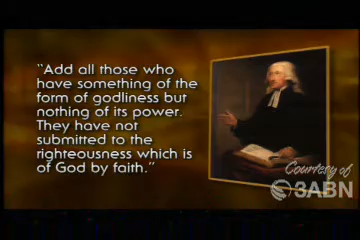 "Add all those who
have something of the
form of godliness but
nothing of its power.
They have not
submitted to the
righteousness which is
of God by faith."
Courtesy of
3ABN